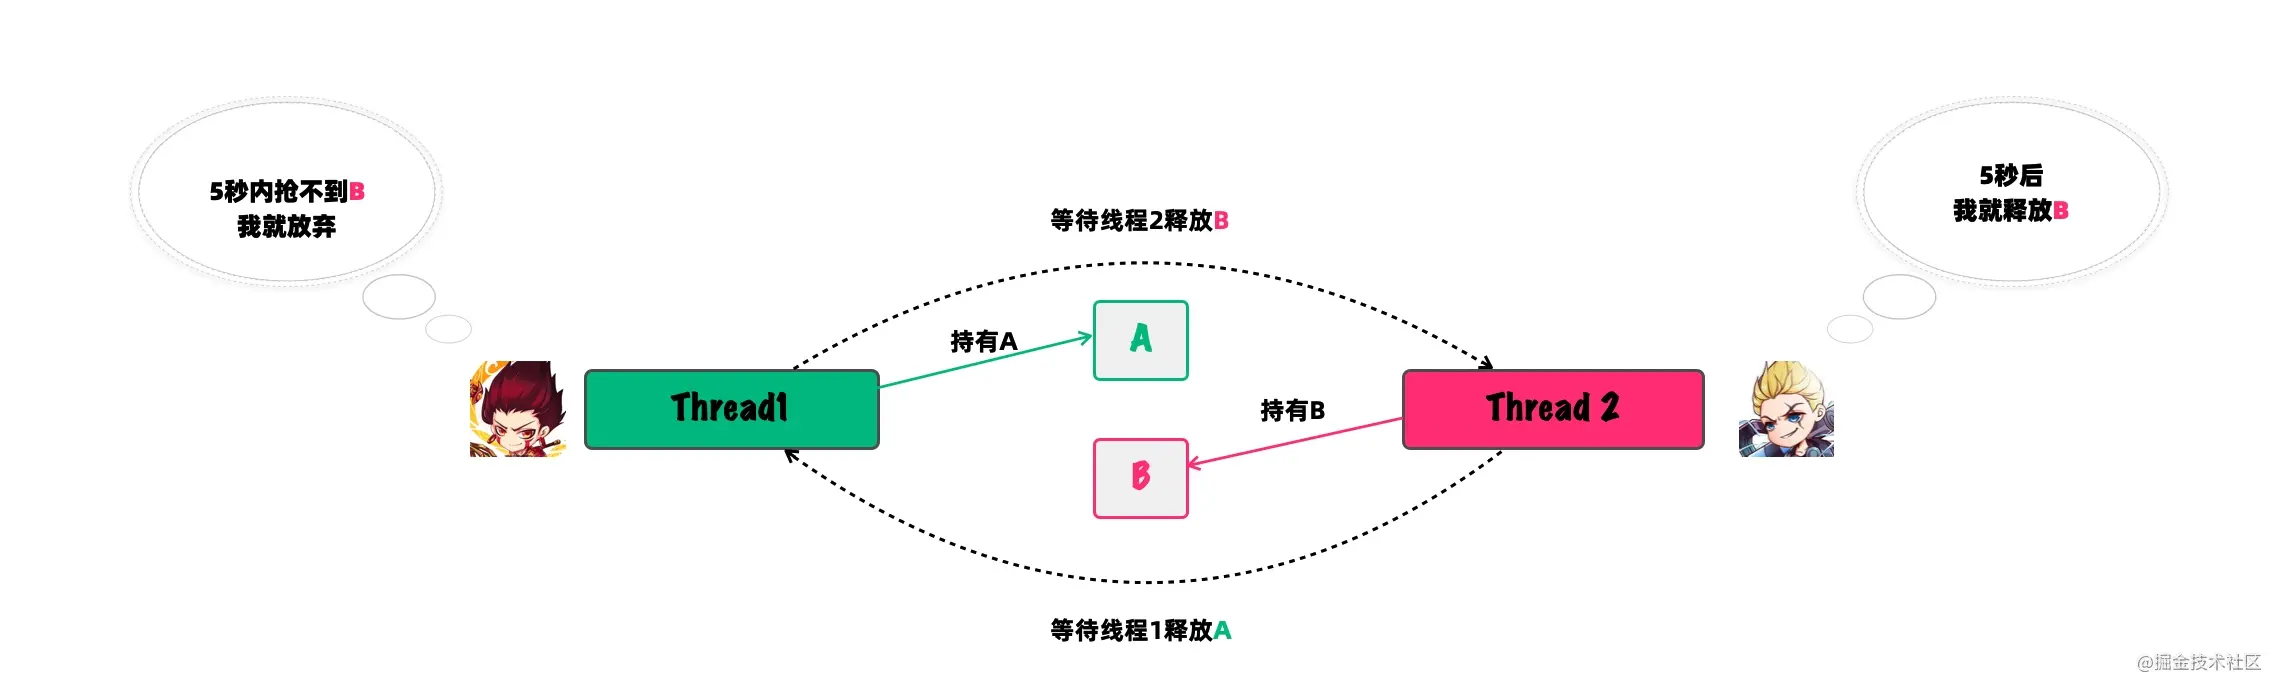 5秒内抢不到B
我就放弃
5秒后
我就释放B
等待线程2释放B
持有A
A
Thread1
Thread 2
持有B
B
等待线程1释放A
@掘金技术社区